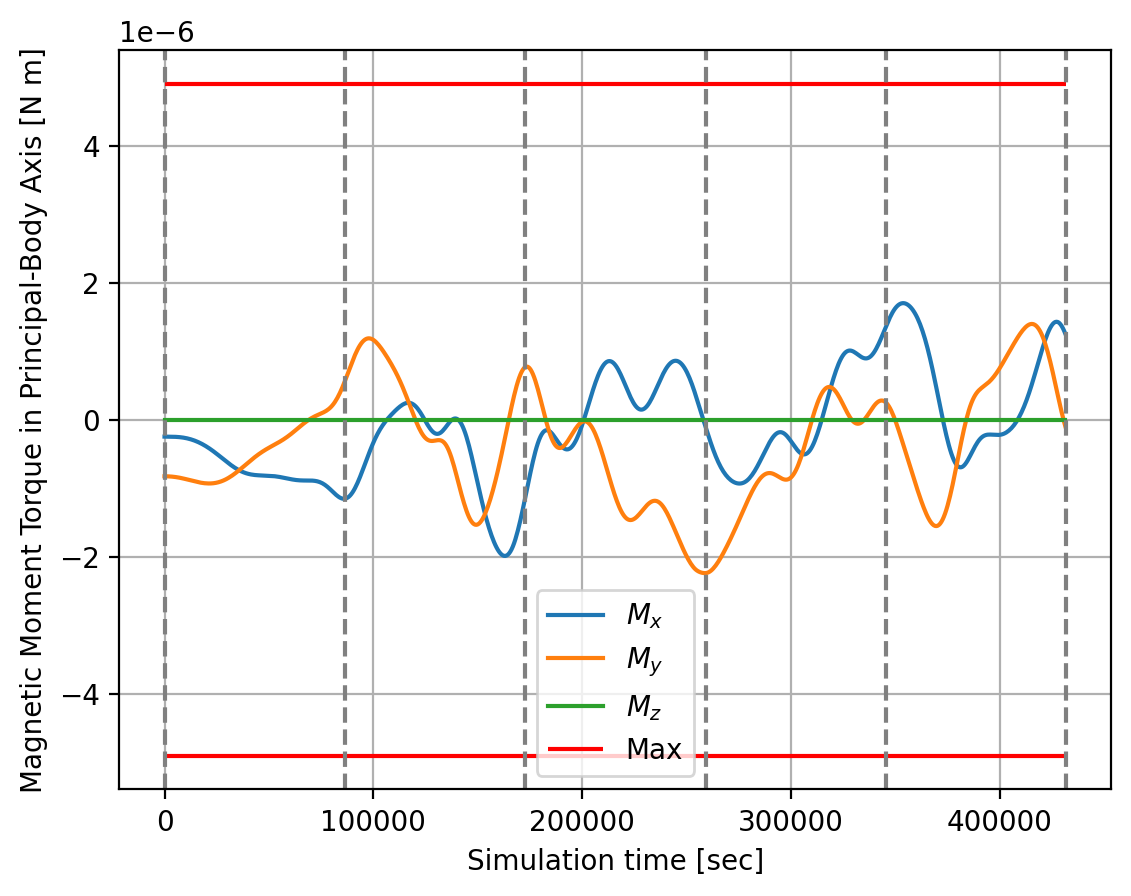 1e−6
Magnetic Moment Torque in Principal-Body Axis [N m]
4
2
0
−2
−4
M_x
M_y
M_z
Max
0 100000 200000 300000 400000
Simulation time [sec]